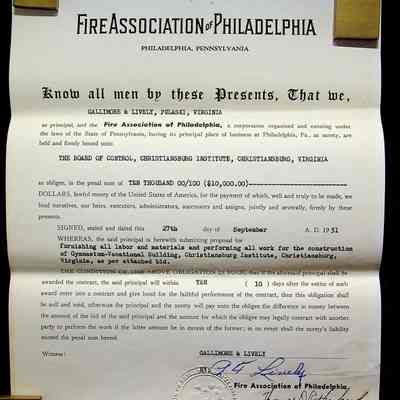 FIRE ASSOCIATION OF PHILADELPHIA
PHILADELPHIA, PENNSYLVANIA
Know all men by these Presents, That we,
GALLIMORE & LIVELY, PULASKI, VIRGINIA
as principal, and the Fire Association of Philadelphia, a corporation organized and existing under
the laws of the State of Pennsylvania, having its principal place of business at Philadelphia, Pa., as surety, are
held and firmly bound unto
THE BOARD OF CONTROL, CHRISTIANSBURG INSTITUTE, CHRISTIANSBURG, VIRGINIA
as obligee, in the penal sum of TEN THOUSAND 00/100 ($10,000.00)
DOLLARS, lawful money of the United States of America, for the payment of which, well and truly to be made, we
bind ourselves, our heirs, executors, administrators, successors and assigns, jointly and severally, firmly by these
presents.
SIGNED, sealed and dated this 27th day of September A. D. 1951
WHEREAS, the said principal is herewith submitting proposal for
furnishing all labor and materials and performing all work for the construction
of Gymnasium-Vocational Building, Christiansburg Institute, Christiansburg,
Virginia, as per attached bid.
THE CONDITION OF THE ABOVE OBLIGATION IS SUCH, that if the aforesaid principal shall be
awarded the contract, the said principal will within TEN ( 10 ) days after the notice of such
award enter into a contract and give bond for the faithful performance of the contract, then this obligation shall
be null and void, otherwise the principal and the surety will pay unto the obligee the difference in money between
the amount of the bid of the said principal and the amount for which the obligee may legally contract with another
party to perform the work if the latter amount be in excess of the former; in no event shall the surety's liability
exceed the penal sum hereof.
Witness:
GALLIMORE & LIVELY
BY Lively
Fire Association of Philadelphia,